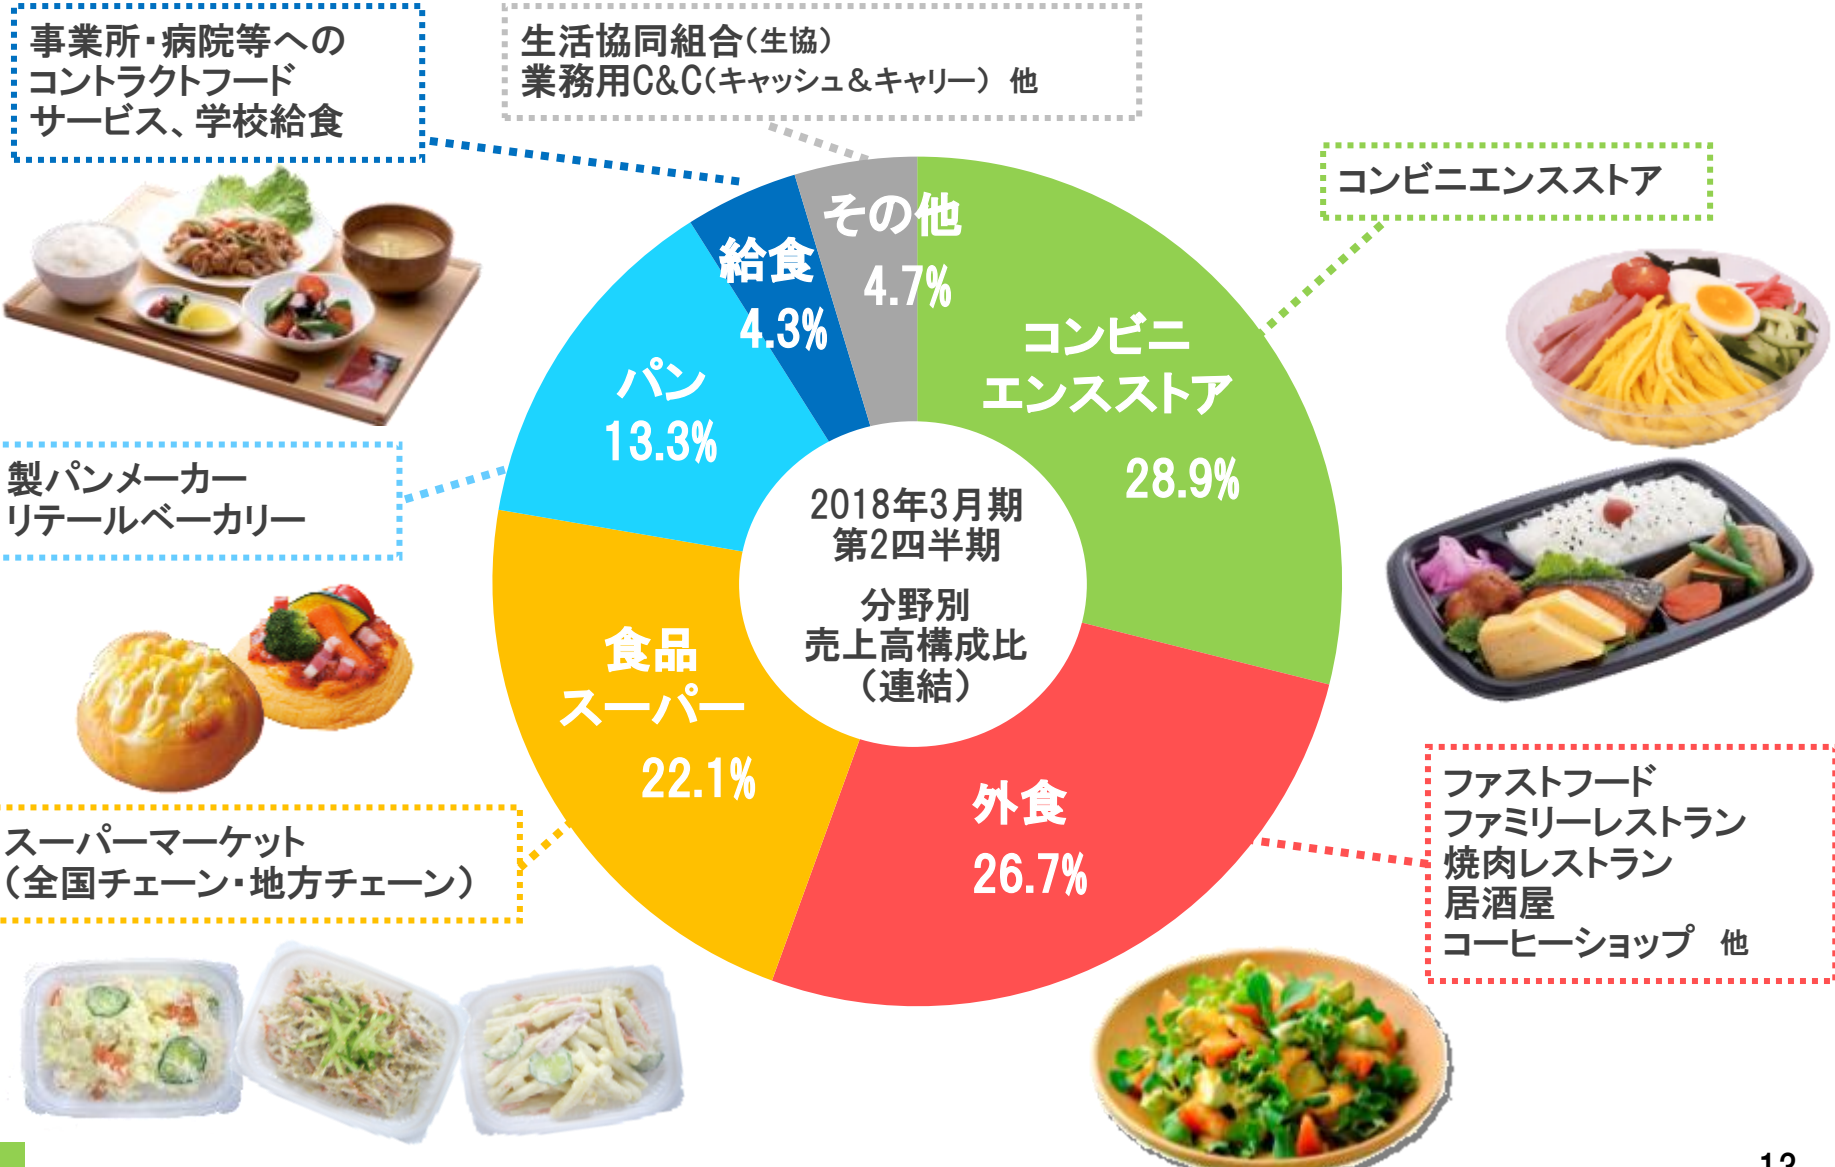 事業所・病院等への
コントラクトフード
サービス、学校給食
生活協同組合（生協）
業務用C&C（キャッシュ＆キャリー） 他
コンビニエンスストア
その他
4.7%
給食
4.3%
コンビニ
エンスストア
28.9%
パン
13.3%
製パンメーカー
リテールベーカリー
2018年3月期
第2四半期
分野別
売上高構成比
（連結）
食品
スーパー
22.1%
外食
26.7%
ファストフード
ファミリーレストラン
焼肉レストラン
居酒屋
コーヒーショップ 他
スーパーマーケット
（全国チェーン・地方チェーン）
13